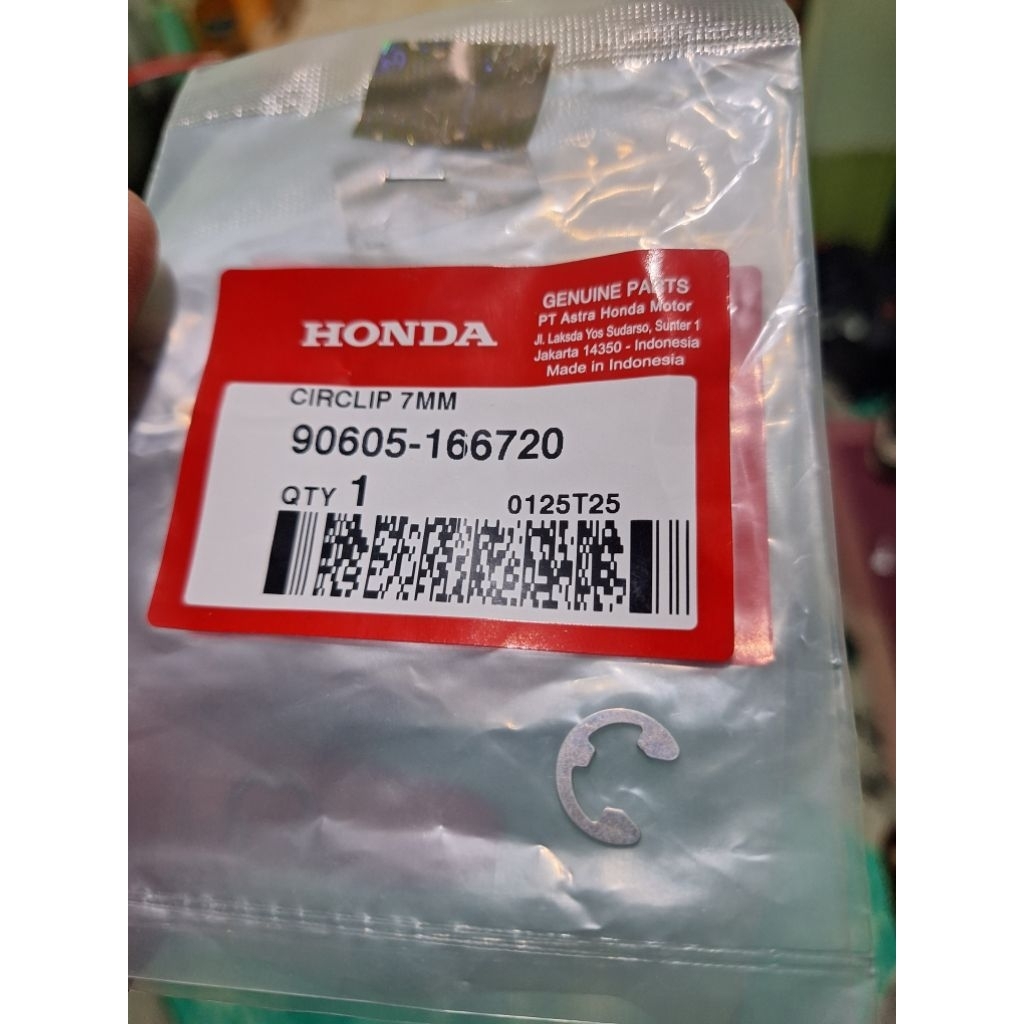 HONDA
GENUINE PARTS
PT Astra Honda Motor
Jl. Laksda Yos Sudarso, Sunter 1
Jakarta 14350 - Indonesia
Made in Indonesia
CIRCLIP 7MM
90605-166720
QTY 1
0125T25